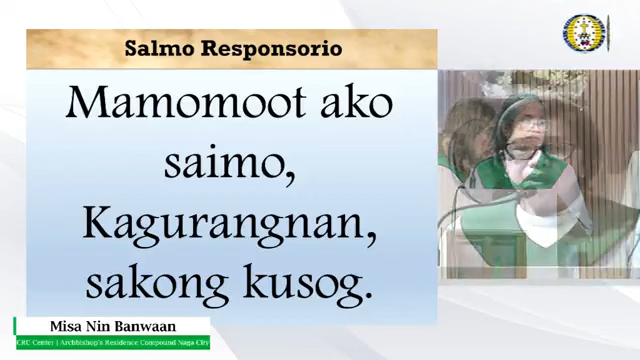 Salmo Responsorio
Mamomoot ako
saimo,
Kagurangnan,
sakong kusog.
Misa Nin Banwaan
CRC Center | Archbishop's Residence Compound Naga City